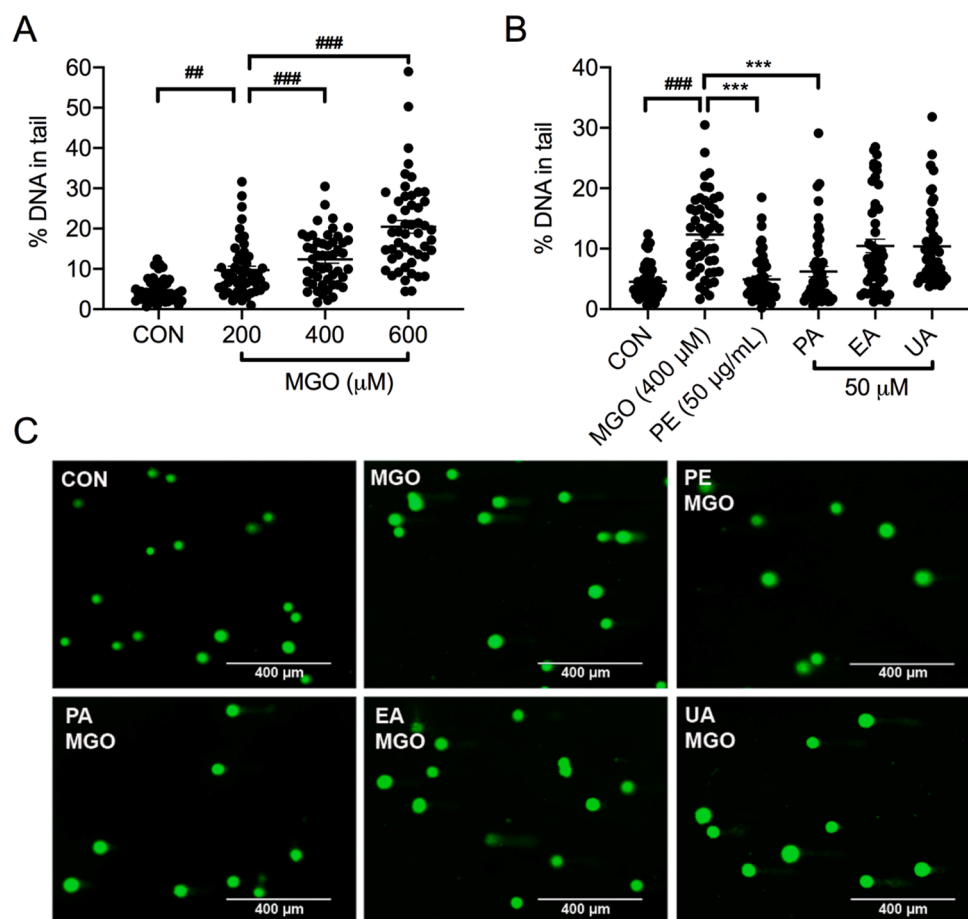 A
% DNA in tail
60
50
40
30
20
10
0
##
###
###
CON
200
400
600
MGO (μM)
B
% DNA in tail
40
30
20
10
0
###
***
***
CON
MGO (400 μM)
PE (50 μg/mL)
PA
EA
UA
50 μM
C
CON
400 μm
MGO
400 μm
PE
MGO
400 μm
PA
MGO
400 μm
EA
MGO
400 μm
UA
MGO
400 μm